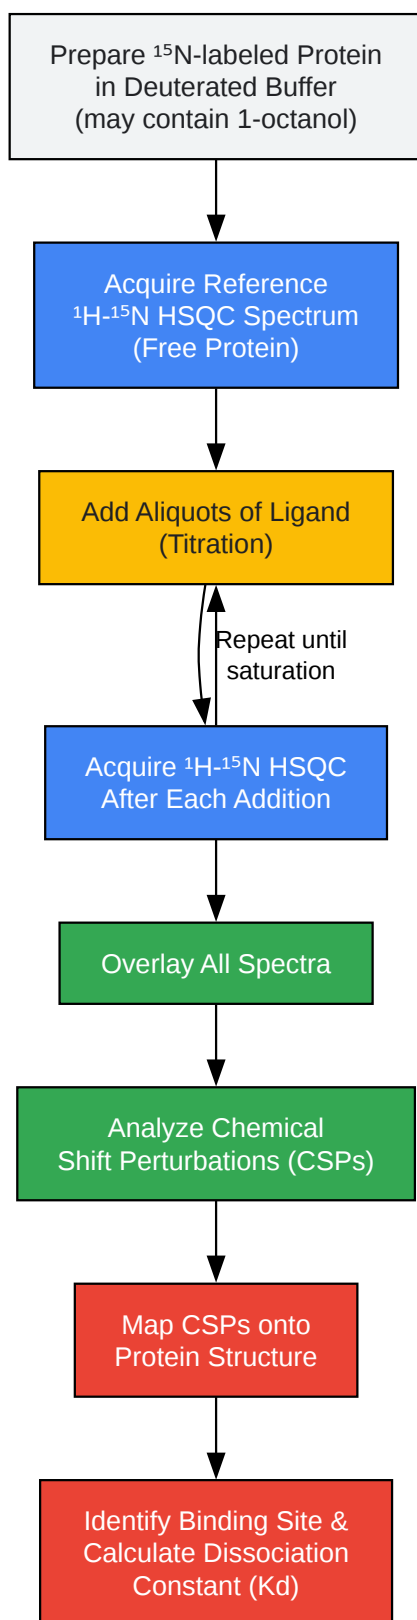 Prepare ¹⁵N-labeled Protein
in Deuterated Buffer
(may contain 1-octanol)
Acquire Reference
¹H-¹⁵N HSQC Spectrum
(Free Protein)
Add Aliquots of Ligand
(Titration)
Repeat until
saturation
Acquire ¹H-¹⁵N HSQC
After Each Addition
Overlay All Spectra
Analyze Chemical
Shift Perturbations (CSPs)
Map CSPs onto
Protein Structure
Identify Binding Site &
Calculate Dissociation
Constant (Kd)